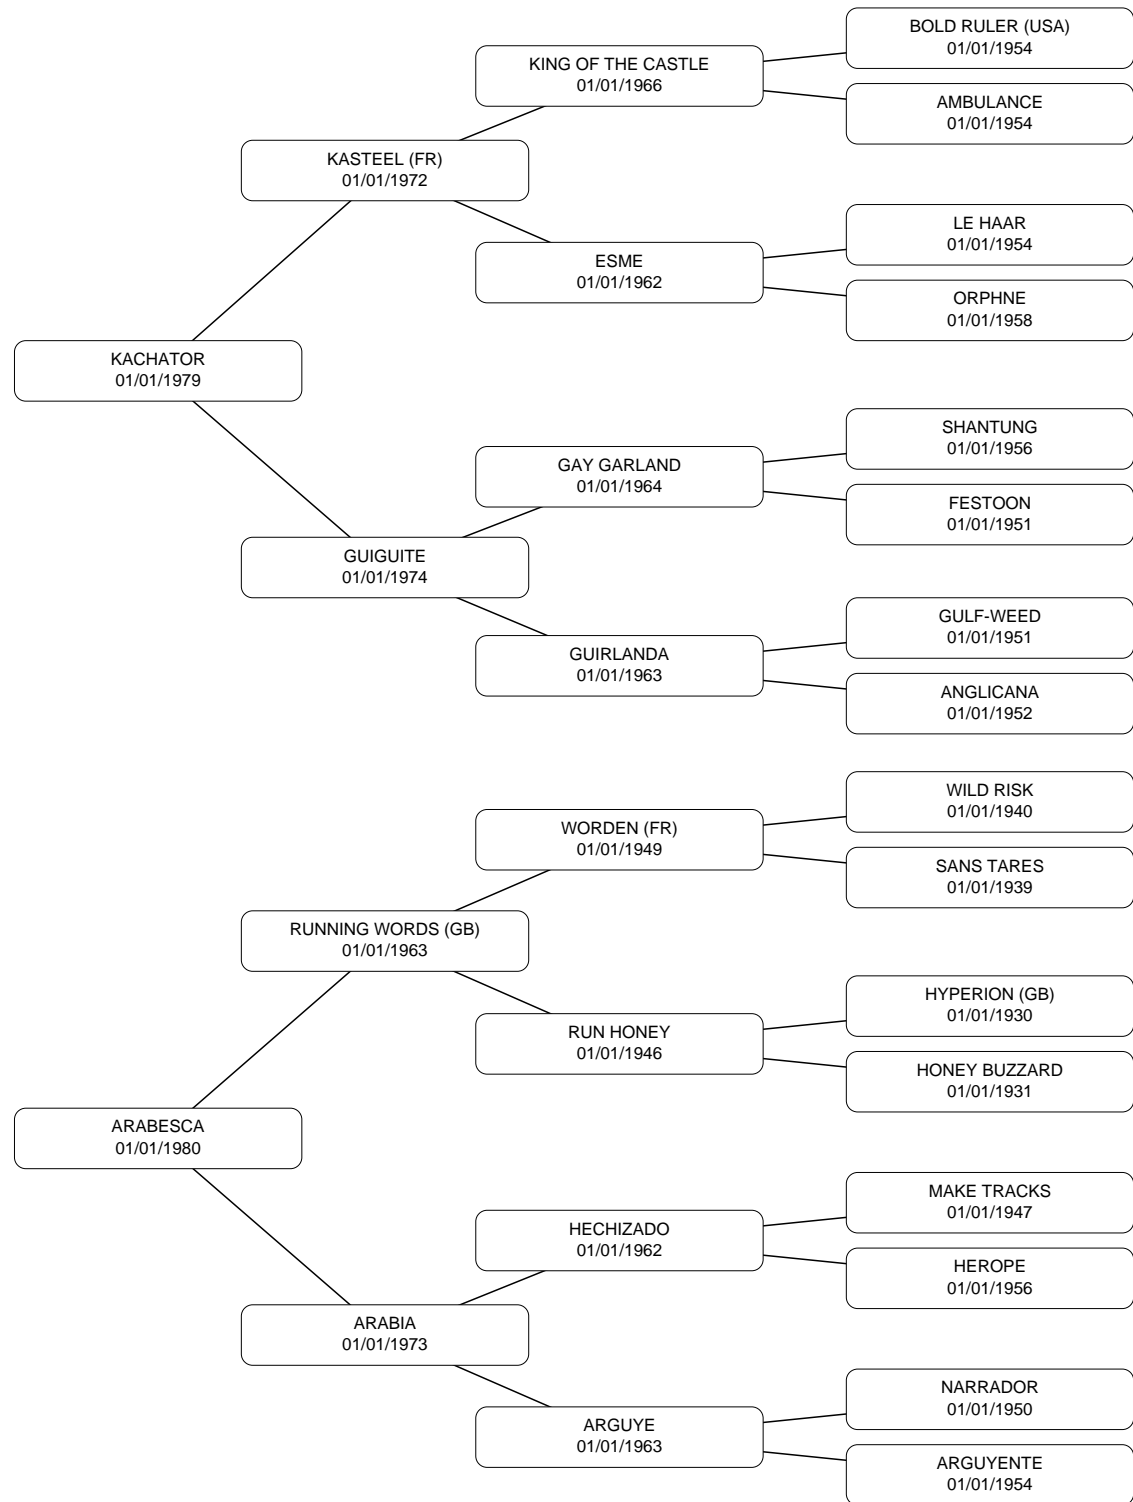 BOLD RULER (USA)
01/01/1954
KING OF THE CASTLE
01/01/1966
AMBULANCE
01/01/1954
KASTEEL (FR)
01/01/1972
LE HAAR
01/01/1954
ESME
01/01/1962
ORPHNE
01/01/1958
KACHATOR
01/01/1979
SHANTUNG
01/01/1956
GAY GARLAND
01/01/1964
FESTOON
01/01/1951
GUIGUITE
01/01/1974
GULF-WEED
01/01/1951
GUIRLANDA
01/01/1963
ANGLICANA
01/01/1952
WILD RISK
01/01/1940
WORDEN (FR)
01/01/1949
SANS TARES
01/01/1939
RUNNING WORDS (GB)
01/01/1963
HYPERION (GB)
01/01/1930
RUN HONEY
01/01/1946
HONEY BUZZARD
01/01/1931
ARABESCA
01/01/1980
MAKE TRACKS
01/01/1947
HECHIZADO
01/01/1962
HEROPE
01/01/1956
ARABIA
01/01/1973
NARRADOR
01/01/1950
ARGUYE
01/01/1963
ARGUYENTE
01/01/1954